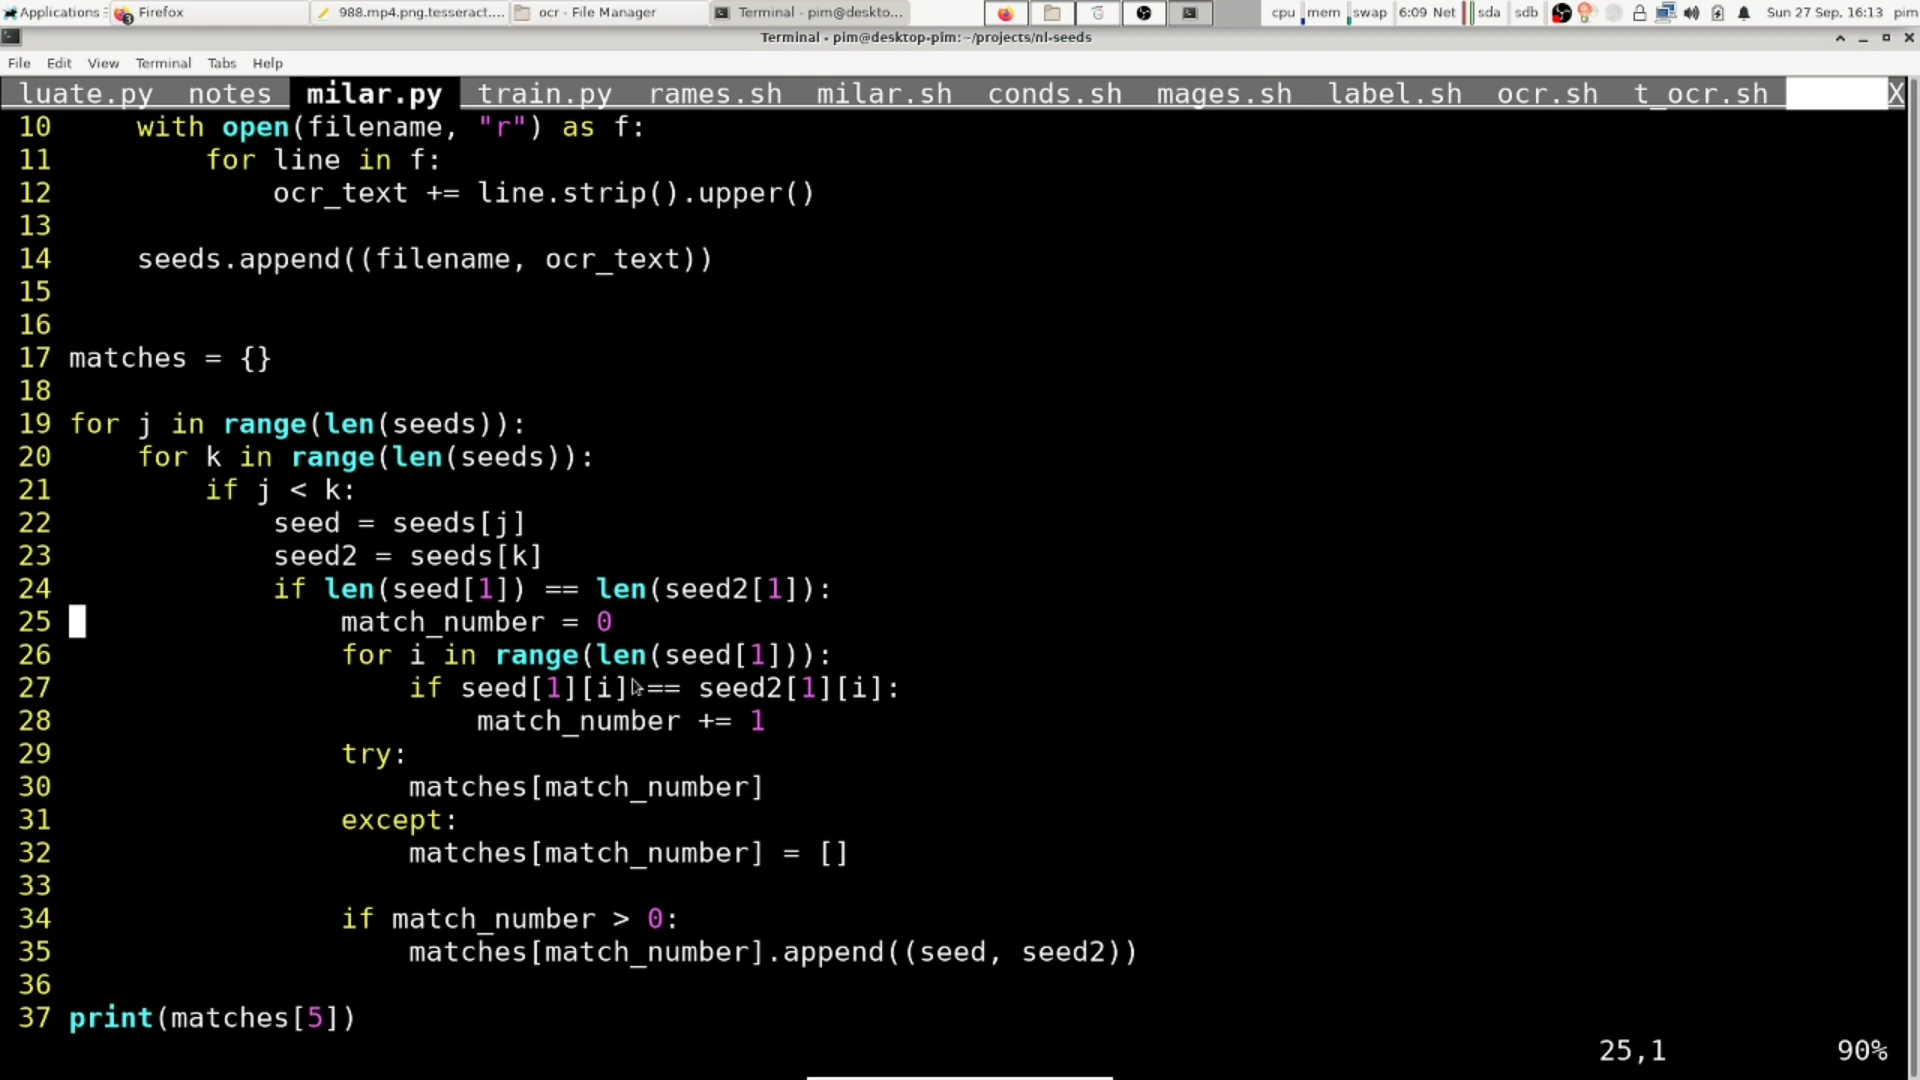 Applications
Firefox
988.mp4.png.tesseract....
ocr - File Manager
Terminal - pim@deskto...
cpu mem swap 6:09 Net sda sdb
Sun 27 Sep, 16:13 pim
Terminal - pim@desktop-pim:~/projects/nl-seeds
File Edit View Terminal Tabs Help
luate.py notes milar.py train.py rames.sh milar.sh conds.sh mages.sh label.sh ocr.sh t_ocr.sh X
10     with open(filename, "r") as f:
11         for line in f:
12             ocr_text += line.strip().upper()
13
14     seeds.append((filename, ocr_text))
15
16
17 matches = {}
18
19 for j in range(len(seeds)):
20     for k in range(len(seeds)):
21         if j < k:
22             seed = seeds[j]
23             seed2 = seeds[k]
24             if len(seed[1]) == len(seed2[1]):
25                 match_number = 0
26                 for i in range(len(seed[1])):
27                     if seed[1][i] == seed2[1][i]:
28                         match_number += 1
29                 try:
30                     matches[match_number]
31                 except:
32                     matches[match_number] = []
33
34                 if match_number > 0:
35                     matches[match_number].append((seed, seed2))
36
37 print(matches[5])
25,1 90%